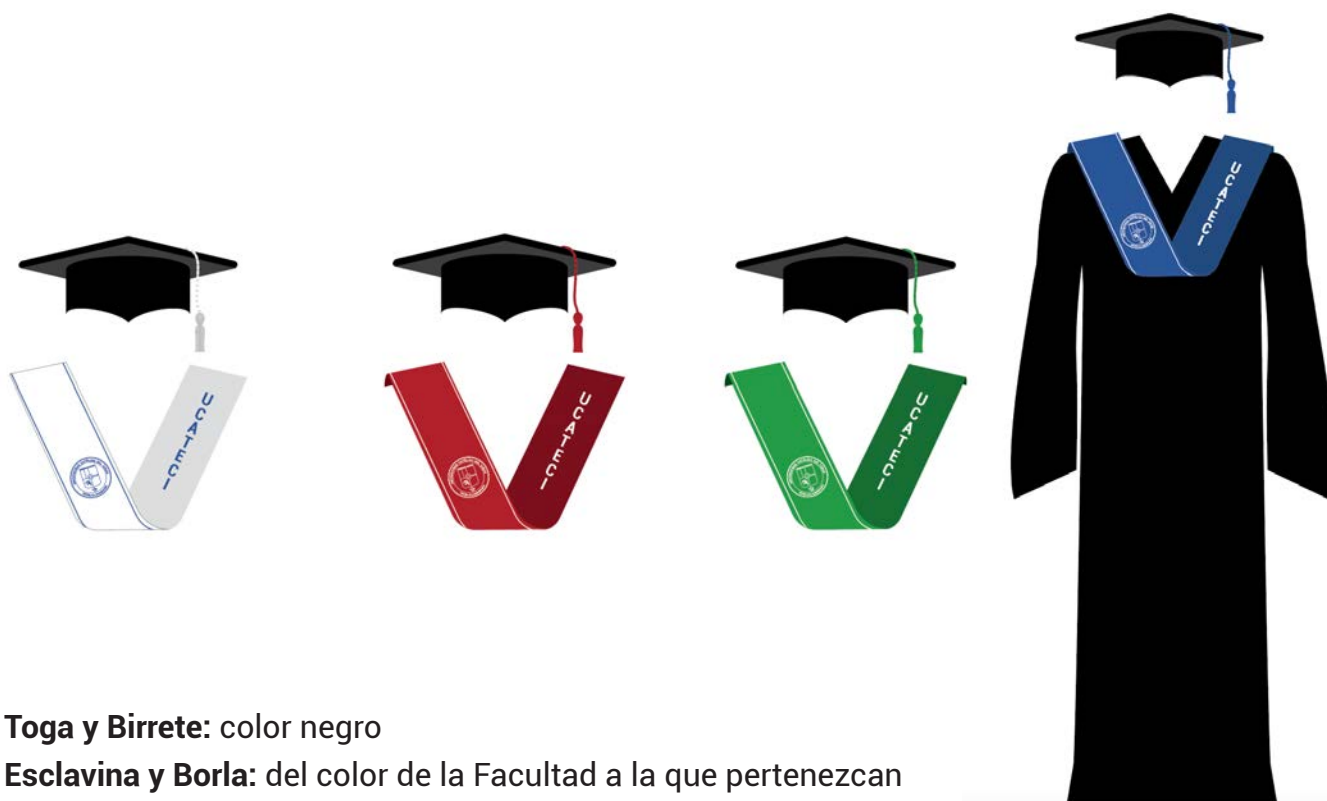 UCATECI
UCATECI
UCATECI
UCATECI
Toga y Birrete: color negro
Esclavina y Borla: del color de la Facultad a la que pertenezcan